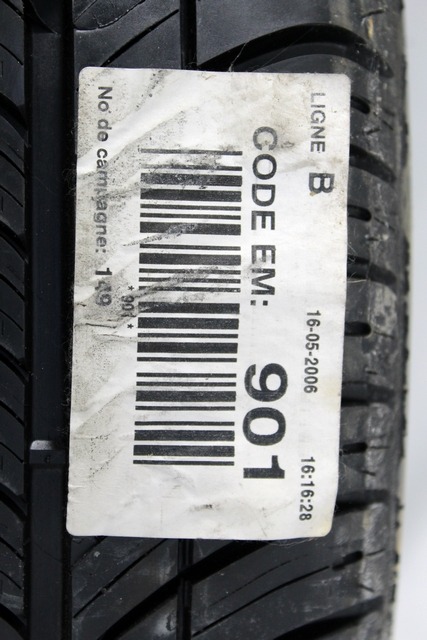 LIGNE B 16-05-2006 16:16:28
CODE EM: 901
*901*
No de campagne: 149